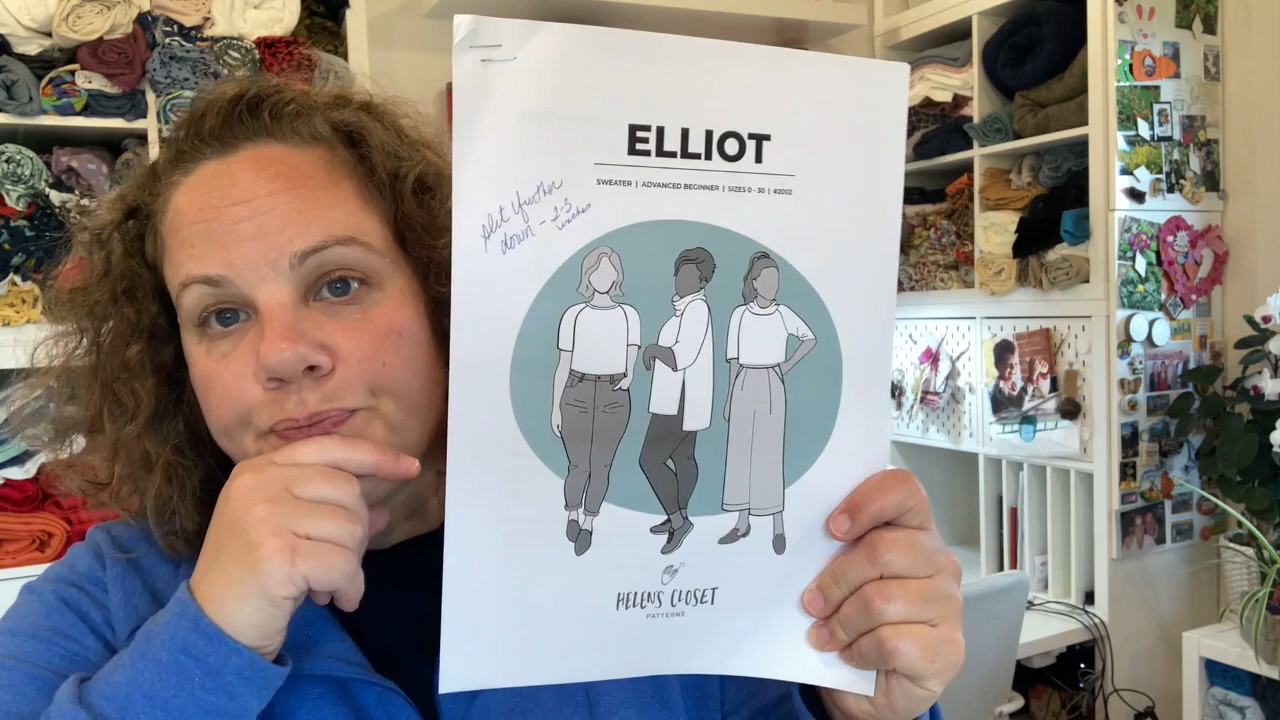 ELLIOT
SWEATER | ADVANCED BEGINNER | SIZES 0 - 30 | #2002
slit further
down - 2-3
inches
HELEN'S CLOSET
PATTERNS